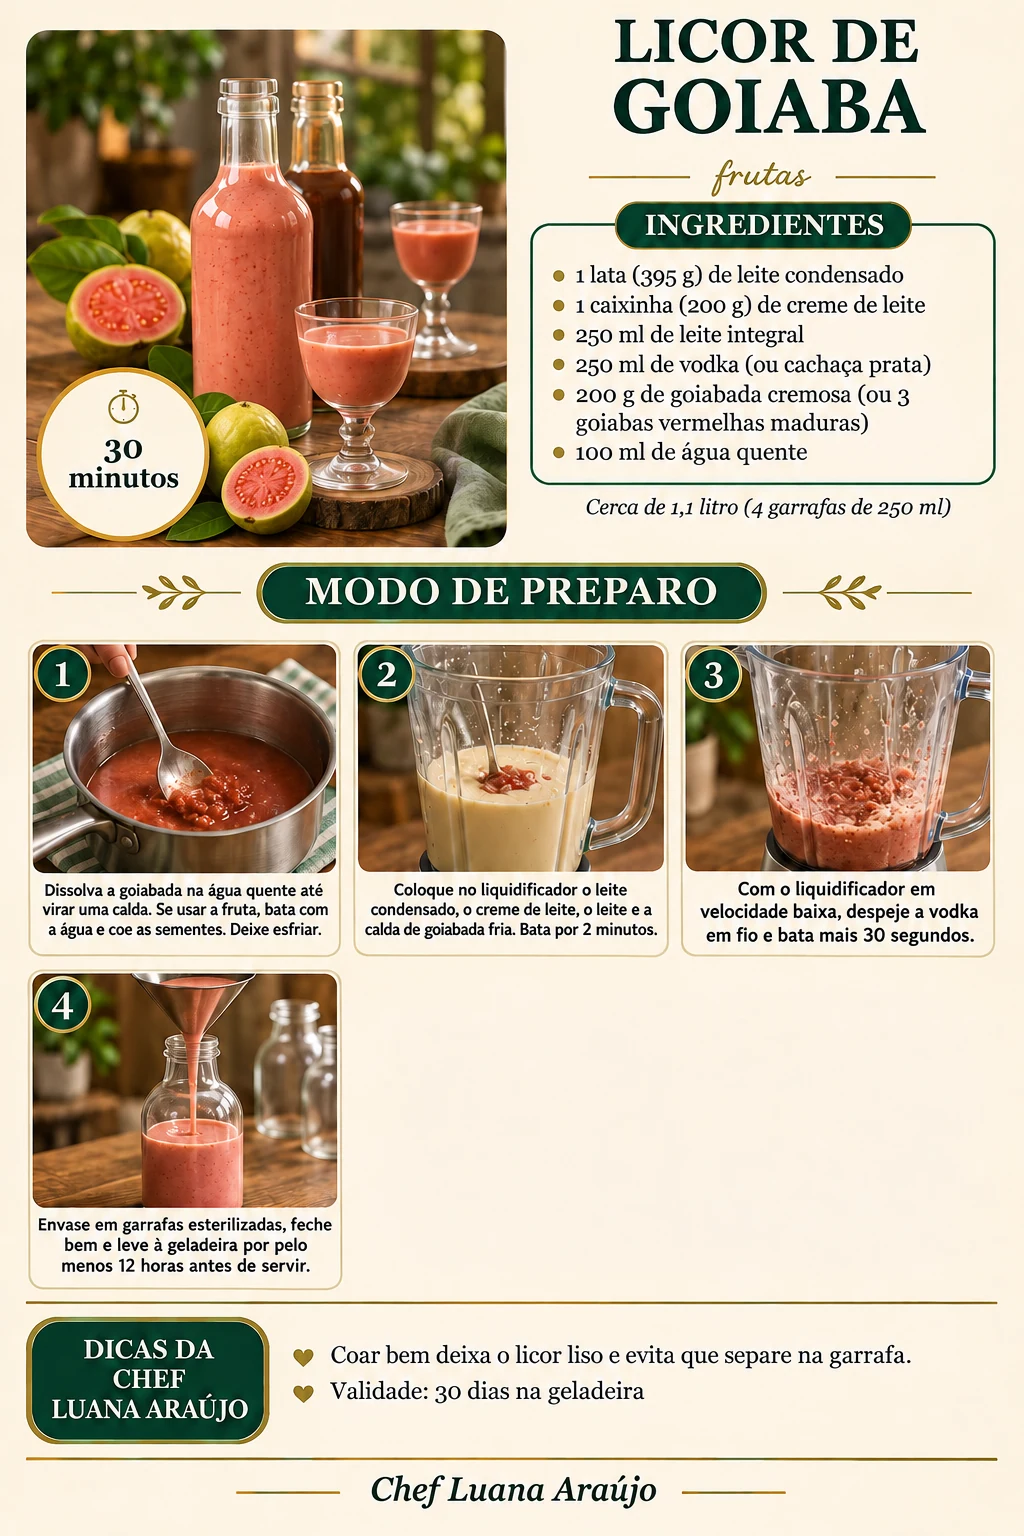 LICOR DE
GOIABA
frutas
INGREDIENTES
1 lata (395 g) de leite condensado
1 caixinha (200 g) de creme de leite
250 ml de leite integral
250 ml de vodka (ou cachaça prata)
200 g de goiabada cremosa (ou 3
goiabas vermelhas maduras)
100 ml de água quente
Cerca de 1,1 litro (4 garrafas de 250 ml)
30
minutos
MODO DE PREPARO
1
Dissolva a goiabada na água quente até
virar uma calda. Se usar a fruta, bata com
a água e coe as sementes. Deixe esfriar.
2
Coloque no liquidificador o leite
condensado, o creme de leite, o leite e a
calda de goiabada fria. Bata por 2 minutos.
3
Com o liquidificador em
velocidade baixa, despeje a vodka
em fio e bata mais 30 segundos.
4
Envase em garrafas esterilizadas, feche
bem e leve à geladeira por pelo
menos 12 horas antes de servir.
DICAS DA
CHEF
LUANA ARAÚJO
Coar bem deixa o licor liso e evita que separe na garrafa.
Validade: 30 dias na geladeira
Chef Luana Araújo